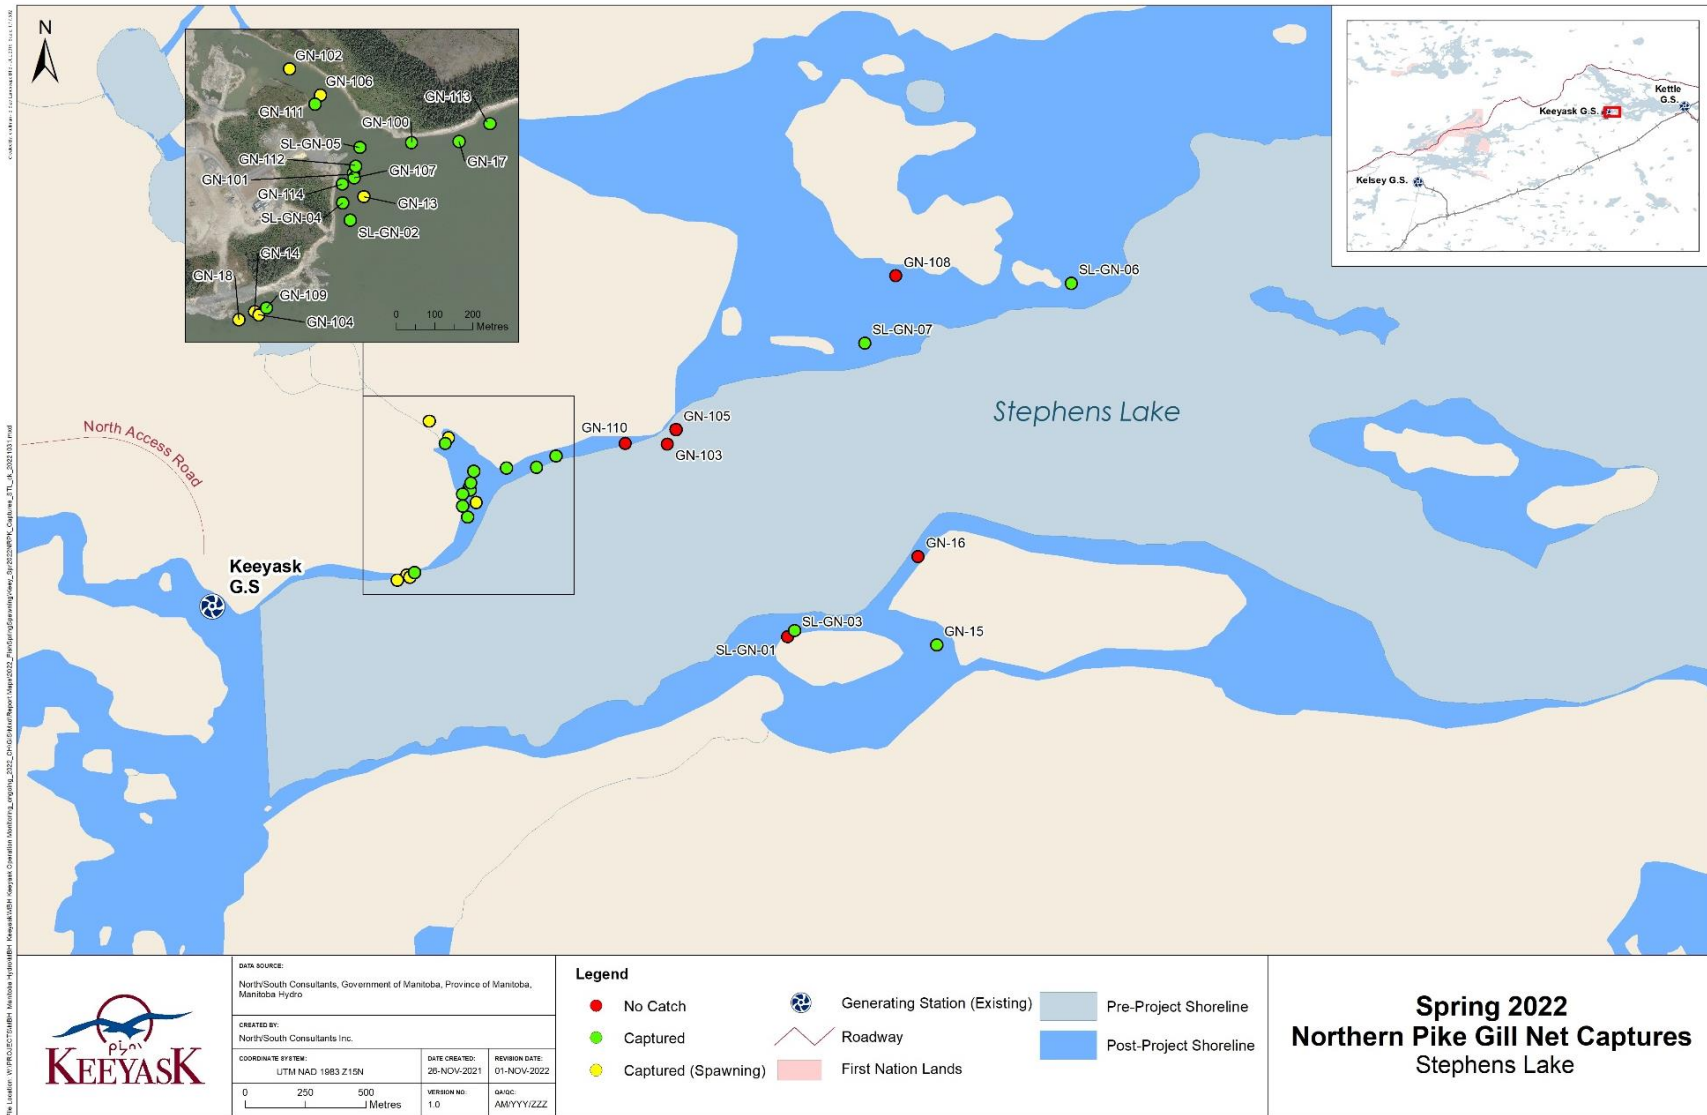 N
GN-102
GN-106
GN-111
GN-113
GN-100
SL-GN-05
GN-17
GN-112
GN-101
GN-107
GN-114
GN-13
SL-GN-04
SL-GN-02
GN-14
GN-18
GN-109
GN-104
0 100 200
Metres
Kettle
G.S.
Keeyask G.S.
Kelsey G.S.
GN-108
SL-GN-06
SL-GN-07
Stephens Lake
GN-105
GN-110
GN-103
North Access Road
GN-16
Keeyask
G.S
SL-GN-03
SL-GN-01
GN-15
KEEYASK
DATA SOURCE:
North/South Consultants, Government of Manitoba, Province of Manitoba,
Manitoba Hydro
CREATED BY:
North/South Consultants Inc.
COORDINATE SYSTEM:
UTM NAD 1983 Z15N
DATE CREATED:
26-NOV-2021
REVISION DATE:
01-NOV-2022
0 250 500
Metres
VERSION NO:
1.0
QA/QC:
AM/YYY/ZZZ
Legend
No Catch
Captured
Captured (Spawning)
Generating Station (Existing)
Roadway
First Nation Lands
Pre-Project Shoreline
Post-Project Shoreline
Spring 2022
Northern Pike Gill Net Captures
Stephens Lake